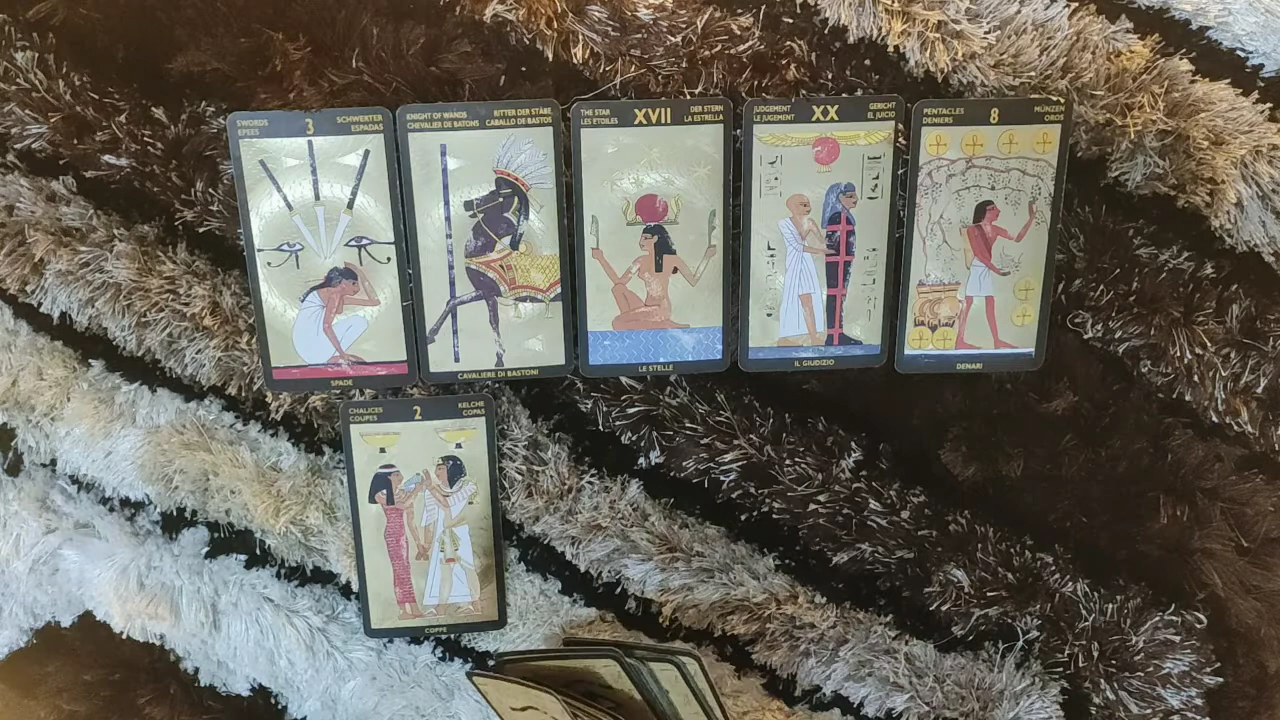 SWORDS
EPEES
3
SCHWERTER
ESPADAS
SPADE
KNIGHT OF WANDS
CHEVALIER DE BATONS
RITTER DER STÄBE
CABALLO DE BASTOS
CAVALIERE DI BASTONI
THE STAR
LES ETOILES
XVII
DER STERN
LA ESTRELLA
LE STELLE
JUDGEMENT
LE JUGEMENT
XX
GERICHT
EL JUICIO
IL GIUDIZIO
PENTACLES
DENIERS
8
MÜNZEN
OROS
DENARI
CHALICES
COUPES
2
KELCHE
COPAS
COPPE